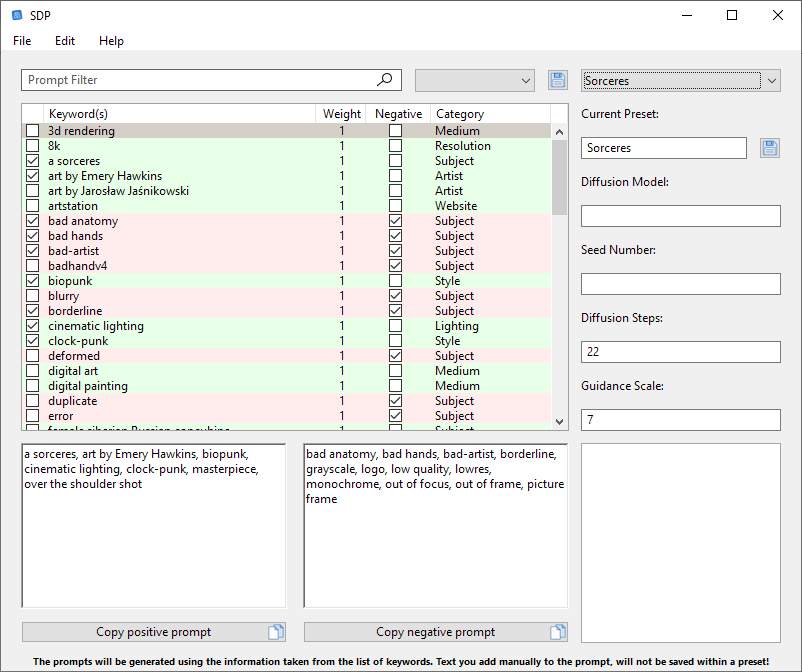 SDP
File Edit Help
Prompt Filter
Sorceres
Keyword(s) Weight Negative Category
3d rendering 1 Medium
8k 1 Resolution
a sorceres 1 Subject
art by Emery Hawkins 1 Artist
art by Jarosław Jaśnikowski 1 Artist
artstation 1 Website
bad anatomy 1 Subject
bad hands 1 Subject
bad-artist 1 Subject
badhandv4 1 Subject
biopunk 1 Style
blurry 1 Subject
borderline 1 Subject
cinematic lighting 1 Lighting
clock-punk 1 Style
deformed 1 Subject
digital art 1 Medium
digital painting 1 Medium
duplicate 1 Subject
error 1 Subject
Current Preset:
Sorceres
Diffusion Model:
Seed Number:
Diffusion Steps:
22
Guidance Scale:
7
a sorceres, art by Emery Hawkins, biopunk,
cinematic lighting, clock-punk, masterpiece,
over the shoulder shot
bad anatomy, bad hands, bad-artist, borderline,
grayscale, logo, low quality, lowres,
monochrome, out of focus, out of frame, picture
frame
Copy positive prompt
Copy negative prompt
The prompts will be generated using the information taken from the list of keywords. Text you add manually to the prompt, will not be saved within a preset!